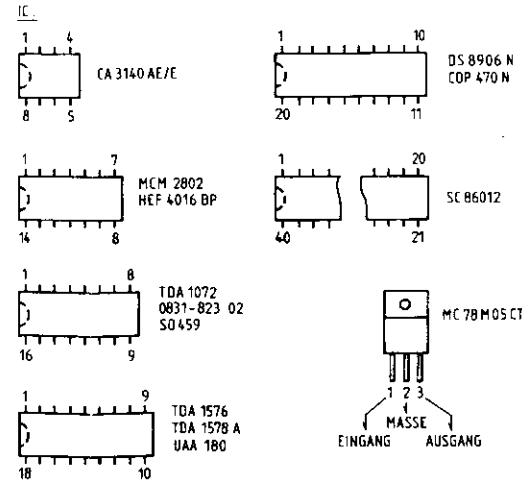 IC.
1 4
CA 3140 AE/E
8 5
1 10
DS 8906 N
COP 470 N
20 11
1 7
MCM 2802
HEF 4016 BP
14 8
1 20
SC 86012
40 21
1 8
TDA 1072
0831-823 02
SO 459
16 9
MC 78 M 05 CT
1 2 3
MASSE
EINGANG AUSGANG
1 9
TDA 1576
TDA 1578 A
UAA 180
18 10